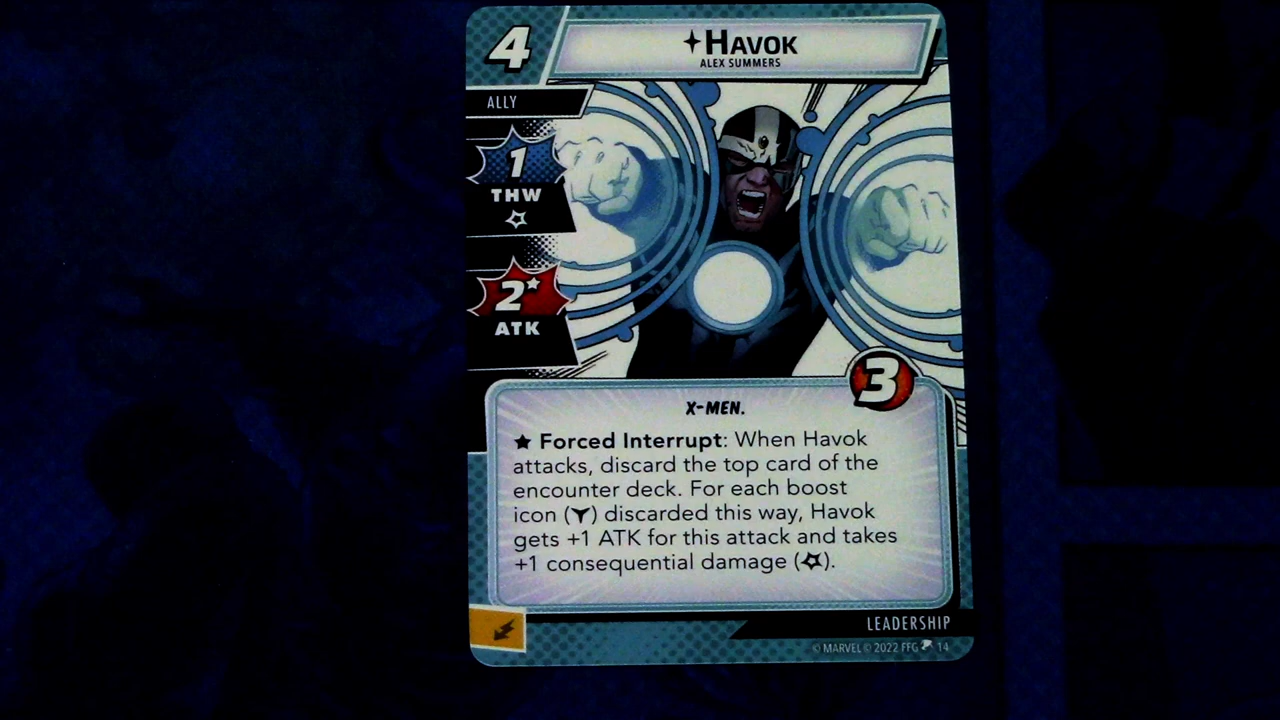 4
HAVOK
ALEX SUMMERS
ALLY
1
THW
2
ATK
3
X-MEN.
Forced Interrupt: When Havok
attacks, discard the top card of the
encounter deck. For each boost
icon () discarded this way, Havok
gets +1 ATK for this attack and takes
+1 consequential damage ().
LEADERSHIP
© MARVEL © 2022 FFG 14